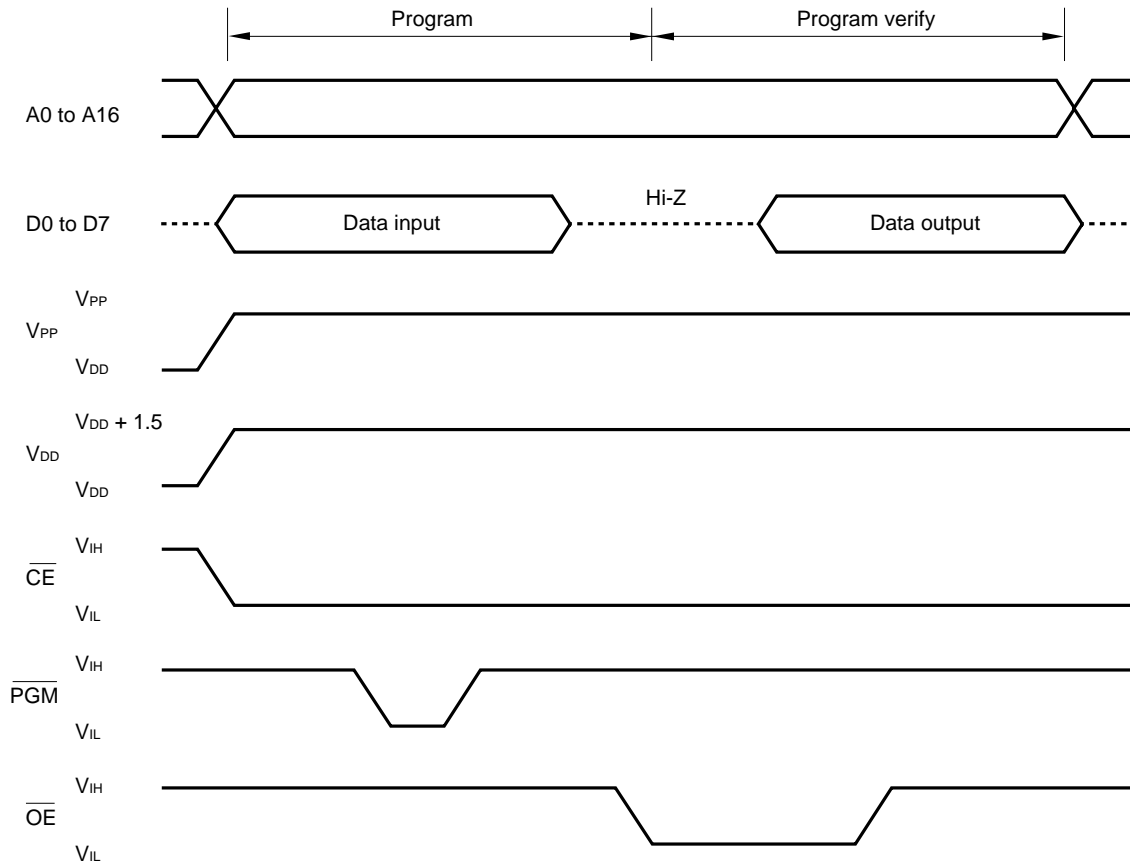 Program Program verify
A0 to A16
Hi-Z
D0 to D7 Data input Data output
VPP
VPP
VDD
VDD + 1.5
VDD
VDD
VIH
CE
VIL
VIH
PGM
VIL
VIH
OE
VIL